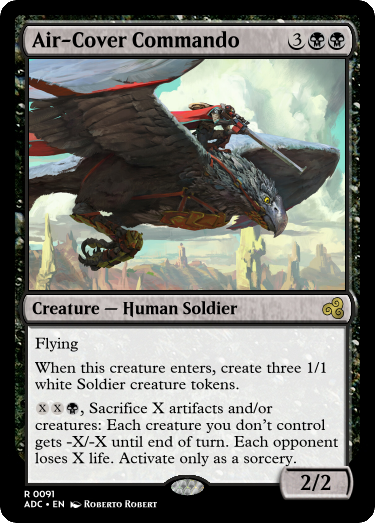 Air-Cover Commando 3
Creature — Human Soldier
Flying
When this creature enters, create three 1/1
white Soldier creature tokens.
X X , Sacrifice X artifacts and/or
creatures: Each creature you don't control
gets -X/-X until end of turn. Each opponent
loses X life. Activate only as a sorcery.
2/2
R 0091
ADC • EN Roberto Robert